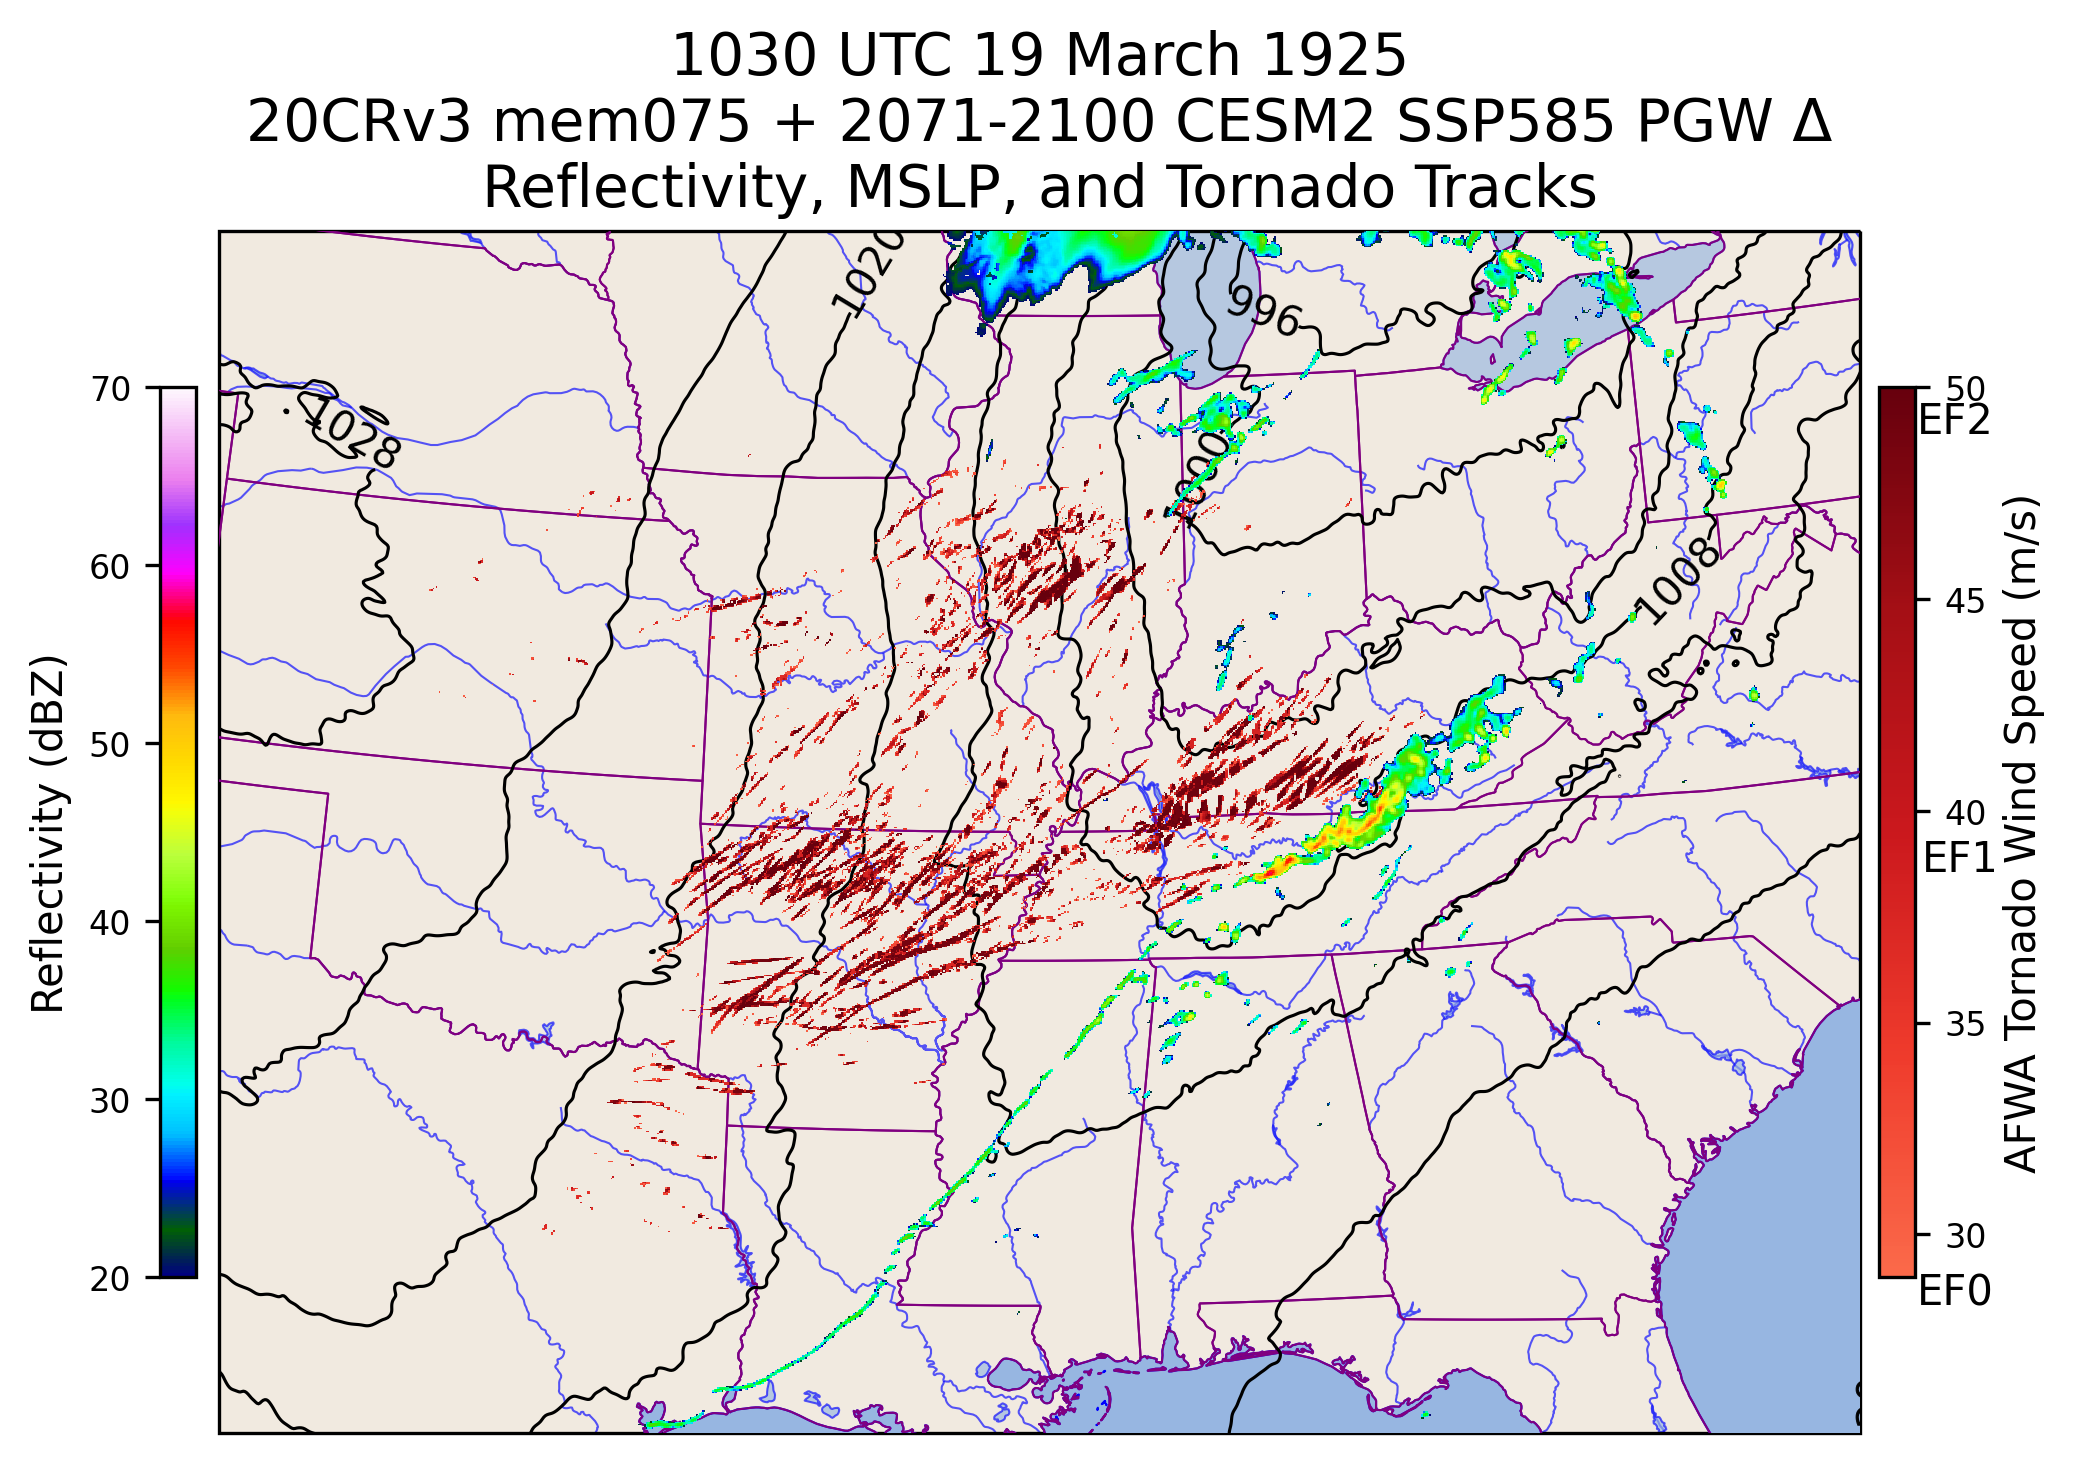 1030 UTC 19 March 1925
20CRv3 mem075 + 2071-2100 CESM2 SSP585 PGW Δ
Reflectivity, MSLP, and Tornado Tracks
Reflectivity (dBZ)
70
60
50
40
30
20
1020
996
1028
1008
50
EF2
45
40
EF1
35
30
EF0
AFWA Tornado Wind Speed (m/s)